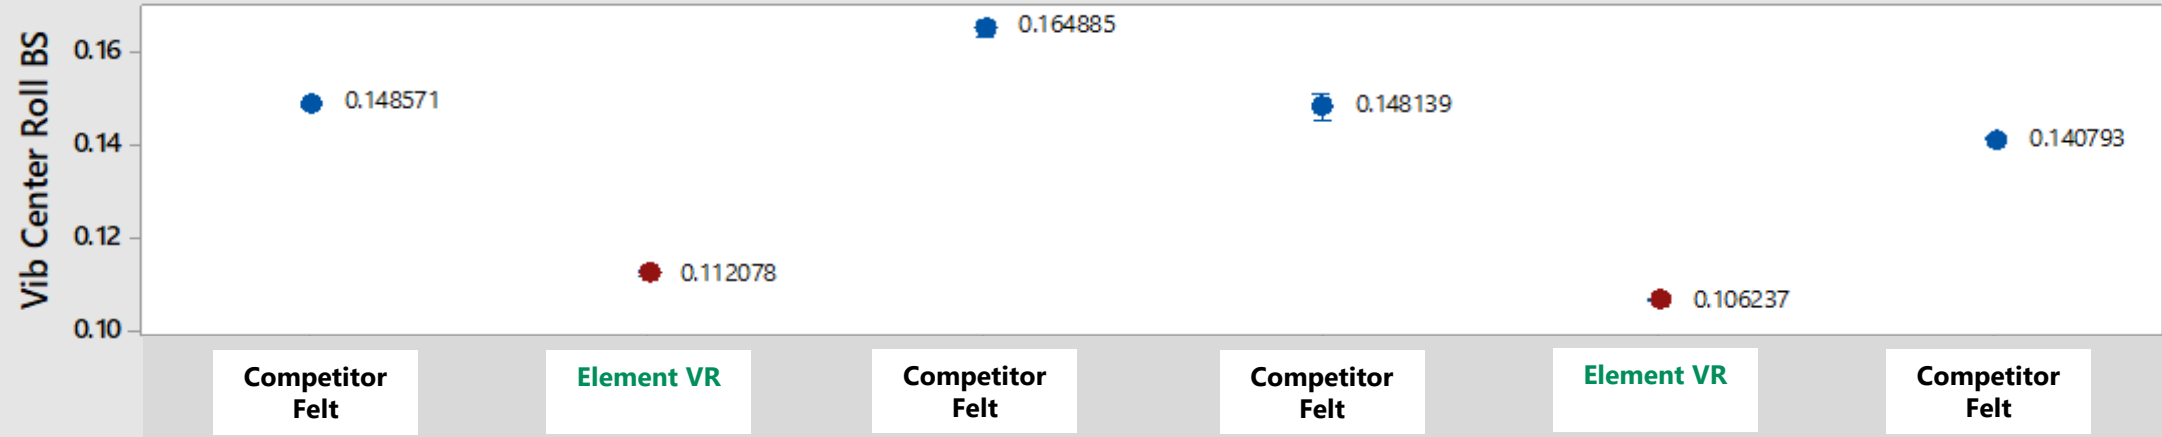 Vib Center Roll BS
0.16
0.14
0.12
0.10
0.148571
0.112078
0.164885
0.148139
0.106237
0.140793
Competitor
Felt
Element VR
Competitor
Felt
Competitor
Felt
Element VR
Competitor
Felt